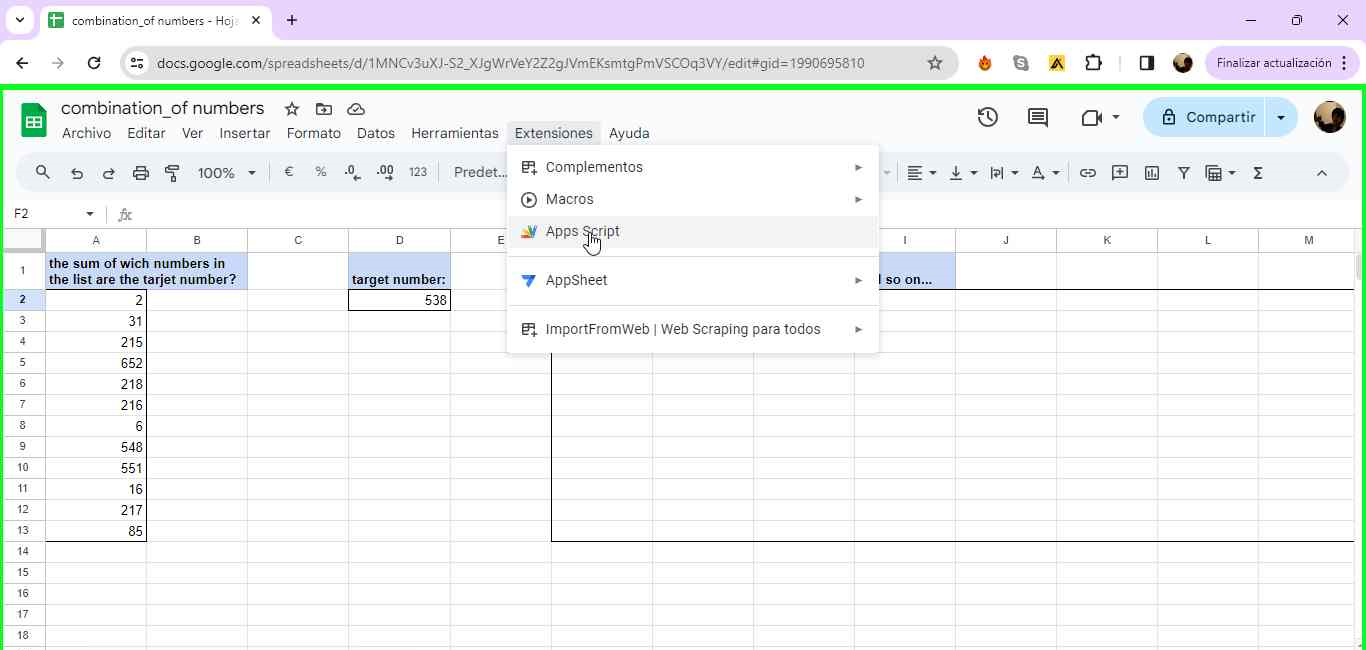 combination_of numbers - Hoj
docs.google.com/spreadsheets/d/1MNCv3uXJ-S2_XJgWrVeY2Z2gJVmEKsmtgPmVSCOq3VY/edit#gid=1990695810
Finalizar actualización
combination_of numbers
Archivo Editar Ver Insertar Formato Datos Herramientas Extensiones Ayuda
Compartir
100% € % .0 .00 123 Predet...
Complementos
Macros
Apps Script
AppSheet
ImportFromWeb | Web Scraping para todos
F2 fx
A B C D E I J K L M
1 the sum of wich numbers in
the list are the tarjet number? target number: so on...
2 2 538
3 31
4 215
5 652
6 218
7 216
8 6
9 548
10 551
11 16
12 217
13 85
14
15
16
17
18